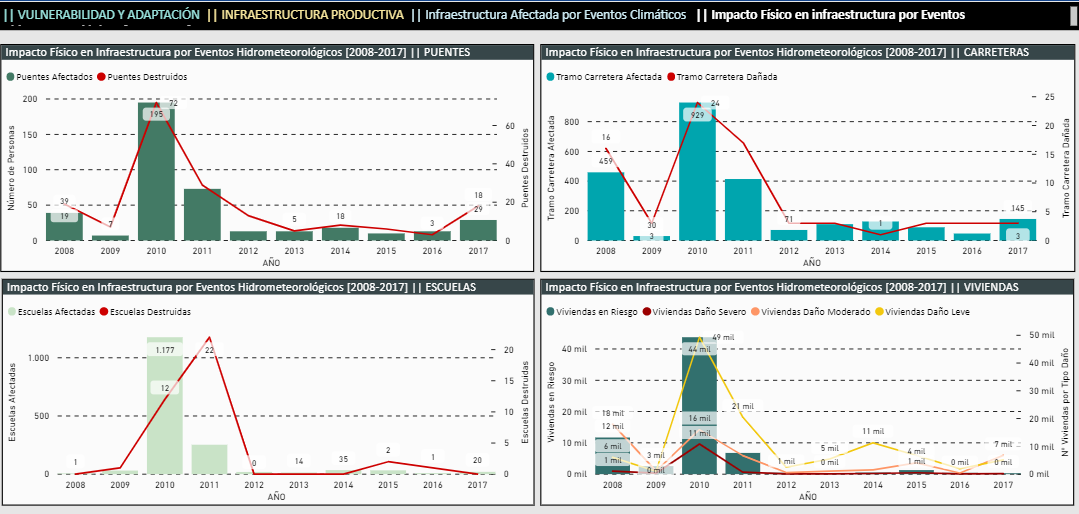 || VULNERABILIDAD Y ADAPTACIÓN || INFRAESTRUCTURA PRODUCTIVA || Infraestructura Afectada por Eventos Climáticos || Impacto Físico en infraestructura por Eventos
Impacto Físico en Infraestructura por Eventos Hidrometeorológicos [2008-2017] || PUENTES
Puentes Afectados Puentes Destruidos
Número de Personas
200
150
100
50
0
39
19
7
195
72
5
18
3
18
29
60
40
20
0
Puentes Destruidos
2008 2009 2010 2011 2012 2013 2014 2015 2016 2017
AÑO
Impacto Físico en Infraestructura por Eventos Hidrometeorológicos [2008-2017] || CARRETERAS
Tramo Carretera Afectada Tramo Carretera Dañada
Tramo Carretera Afectada
800
600
400
200
0
16
459
30
3
24
929
71
1
145
3
25
20
15
10
5
0
Tramo Carretera Dañada
2008 2009 2010 2011 2012 2013 2014 2015 2016 2017
AÑO
Impacto Físico en Infraestructura por Eventos Hidrometeorológicos [2008-2017] || ESCUELAS
Escuelas Afectadas Escuelas Destruidas
Escuelas Afectadas
1.000
500
0
1
1.177
12
22
0
14
35
2
1
20
20
15
10
5
0
Escuelas Destruidas
2008 2009 2010 2011 2012 2013 2014 2015 2016 2017
AÑO
Impacto Físico en Infraestructura por Eventos Hidrometeorológicos [2008-2017] || VIVIENDAS
Viviendas en Riesgo Viviendas Daño Severo Viviendas Daño Moderado Viviendas Daño Leve
Viviendas en Riesgo
40 mil
30 mil
20 mil
10 mil
0 mil
18 mil
12 mil
6 mil
1 mil
3 mil
0 mil
49 mil
44 mil
16 mil
11 mil
21 mil
1 mil
5 mil
0 mil
11 mil
4 mil
1 mil
0 mil
7 mil
0 mil
50 mil
40 mil
30 mil
20 mil
10 mil
0 mil
N° Viviendas por Tipo Daño
2008 2009 2010 2011 2012 2013 2014 2015 2016 2017
AÑO